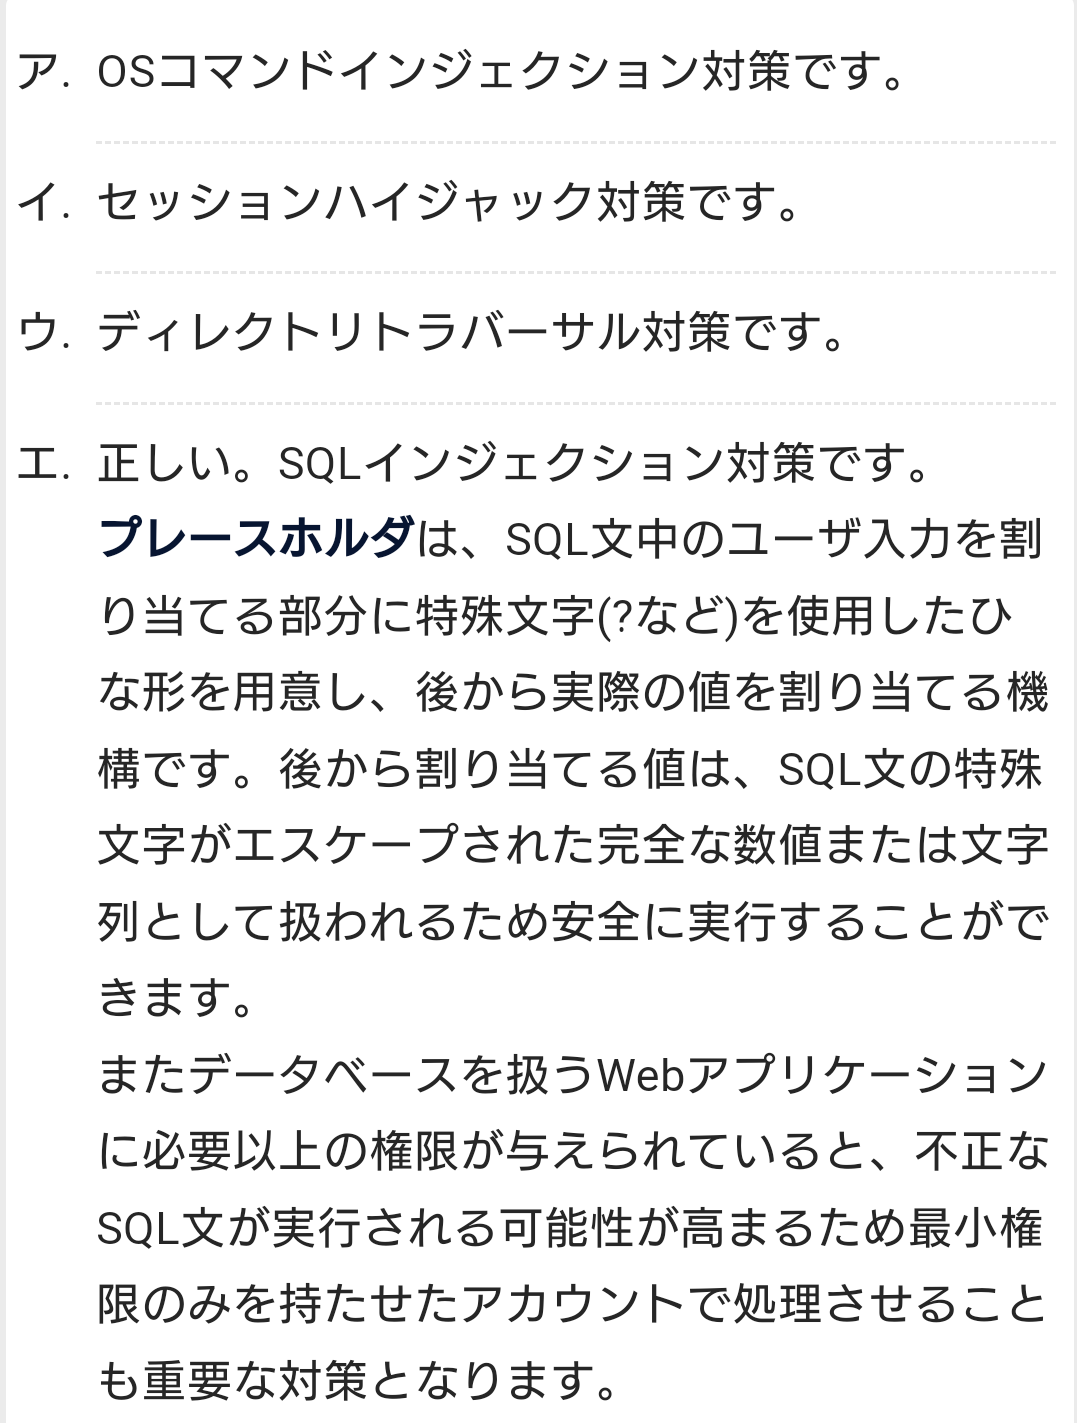 ア. OSコマンドインジェクション対策です。
イ. セッションハイジャック対策です。
ウ. ディレクトリトラバーサル対策です。
エ. 正しい。SQLインジェクション対策です。
プレースホルダは、SQL文中のユーザ入力を割
り当てる部分に特殊文字(?など)を使用したひ
な形を用意し、後から実際の値を割り当てる機
構です。後から割り当てる値は、SQL文の特殊
文字がエスケープされた完全な数値または文字
列として扱われるため安全に実行することがで
きます。
またデータベースを扱うWebアプリケーション
に必要以上の権限が与えられていると、不正な
SQL文が実行される可能性が高まるため最小権
限のみを持たせたアカウントで処理させること
も重要な対策となります。